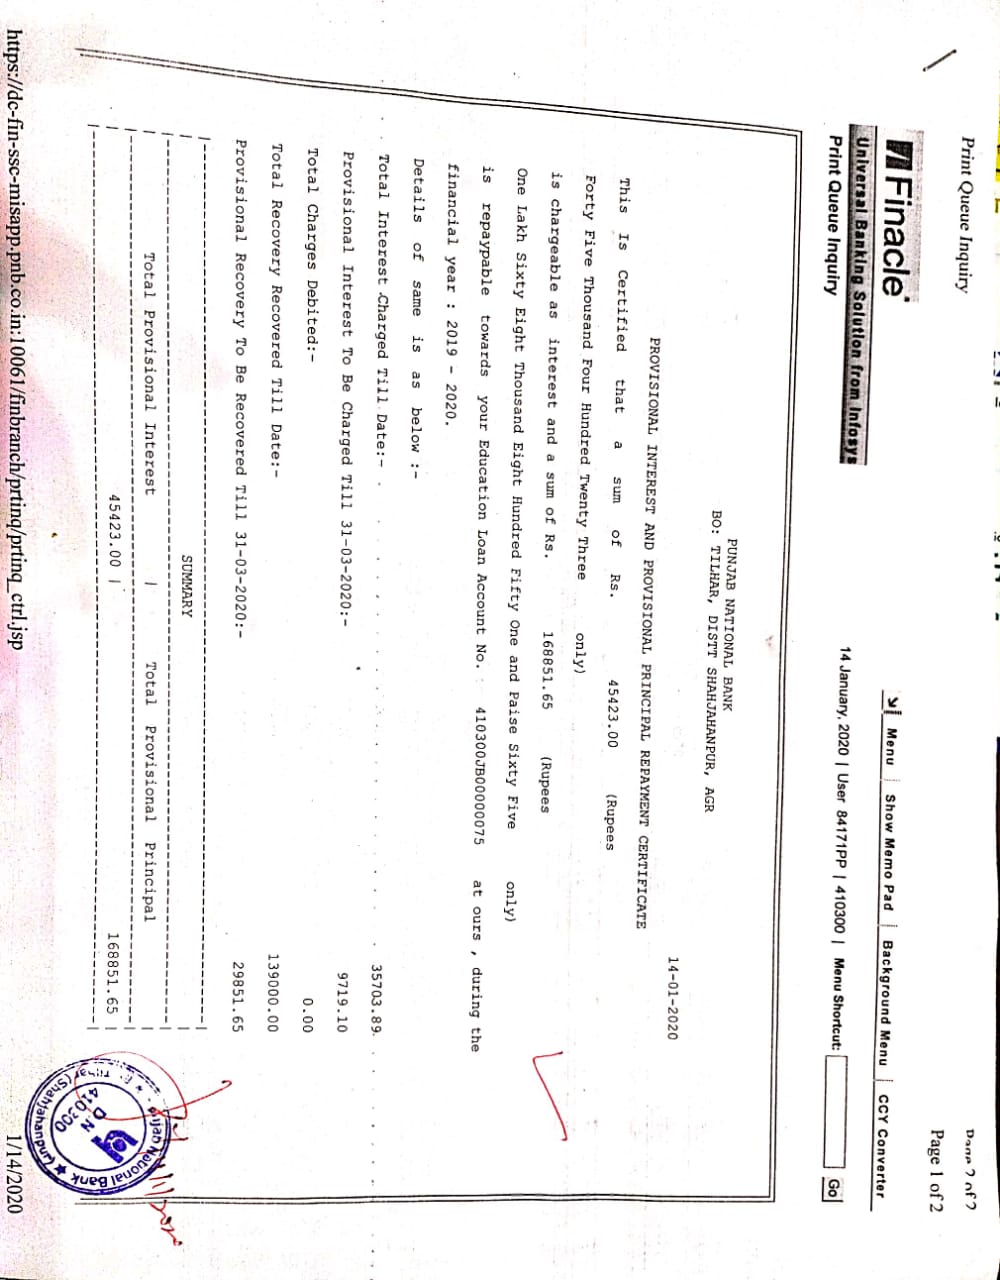 Print Queue Inquiry
Page 2 of 2
Page 1 of 2
Finacle
Universal Banking Solution from Infosys
Print Queue Inquiry
Menu | Show Memo Pad | Background Menu | CCY Converter
14 January, 2020 | User 84171PP | 410300 | Menu Shortcut: Go
PUNJAB NATIONAL BANK
BO: TILHAR, DISTT SHAHJAHANPUR, AGR
14-01-2020
PROVISIONAL INTEREST AND PROVISIONAL PRINCIPAL REPAYMENT CERTIFICATE
This Is Certified that a sum of Rs. 45423.00 (Rupees
Forty Five Thousand Four Hundred Twenty Three only)
is chargeable as interest and a sum of Rs. 168851.65 (Rupees
One Lakh Sixty Eight Thousand Eight Hundred Fifty One and Paise Sixty Five only)
is repaypable towards your Education Loan Account No. 410300JB00000075 at ours , during the
financial year : 2019 - 2020.
Details of same is as below :-
Total Interest Charged Till Date:- 35703.89
Provisional Interest To Be Charged Till 31-03-2020:- 9719.10
Total Charges Debited:- 0.00
Total Recovery Recovered Till Date:- 139000.00
Provisional Recovery To Be Recovered Till 31-03-2020:- 29851.65
SUMMARY
Total Provisional Interest | Total Provisional Principal
45423.00 | 168851.65
Punjab National Bank
D.N
410300
(Shahjahanpur)
https://dc-fin-ssc-misapp.pnb.co.in:10061/finbranch/prtinq/prtinq_ctrl.jsp
1/14/2020